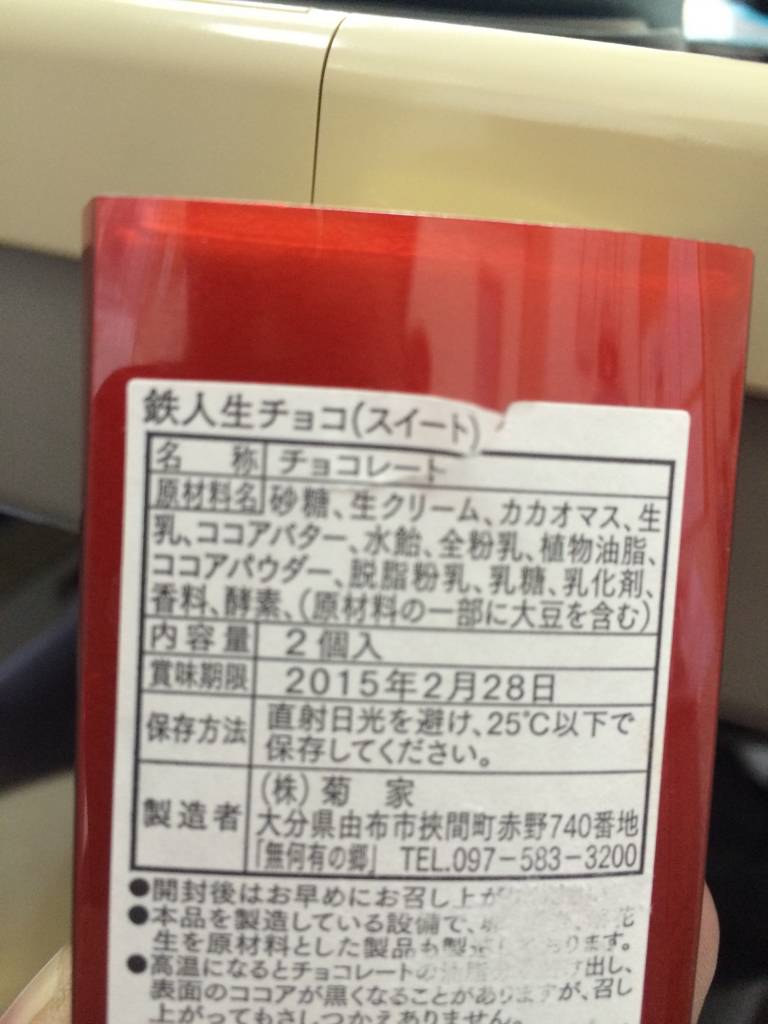 鉄人生チョコ(スイート)
名 称 チョコレート
原材料名 砂糖、生クリーム、カカオマス、生
乳、ココアバター、水飴、全粉乳、植物油脂、
ココアパウダー、脱脂粉乳、乳糖、乳化剤、
香料、酵素、(原材料の一部に大豆を含む)
内容量 2個入
賞味期限 2015年2月28日
保存方法 直射日光を避け、25℃以下で
保存してください。
製造者 (株)菊 家
大分県由布市挾間町赤野740番地
「無何有の郷」 TEL.097-583-3200
●開封後はお早めにお召し上が
●本品を製造している設備で、 花
生を原材料とした製品も製造しております。
●高温になるとチョコレートの 出し、
表面のココアが黒くなることがありますが、召し
上がってもさしつかえありません。